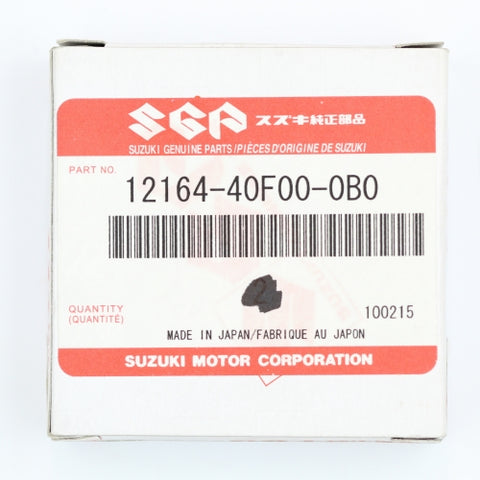 SGP スズキ純正部品
SUZUKI GENUINE PARTS/PIÈCES D'ORIGINE DE SUZUKI
PART NO. 12164-40F00-0B0
QUANTITY
(QUANTITÉ)
100215
MADE IN JAPAN/FABRIQUE AU JAPON
SUZUKI MOTOR CORPORATION